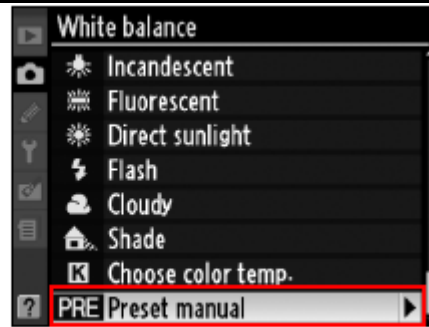 White balance
Incandescent
Fluorescent
Direct sunlight
Flash
Cloudy
Shade
K Choose color temp.
? PRE Preset manual